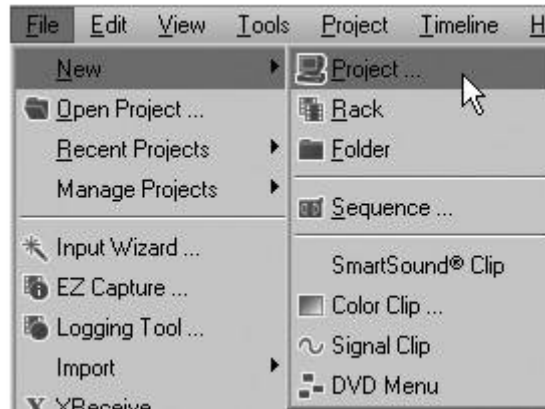 File Edit View Tools Project Timeline H
New
Open Project ...
Recent Projects
Manage Projects
Input Wizard ...
EZ Capture ...
Logging Tool ...
Import
XReceive
Project ...
Rack
Folder
Sequence ...
SmartSound® Clip
Color Clip ...
Signal Clip
DVD Menu